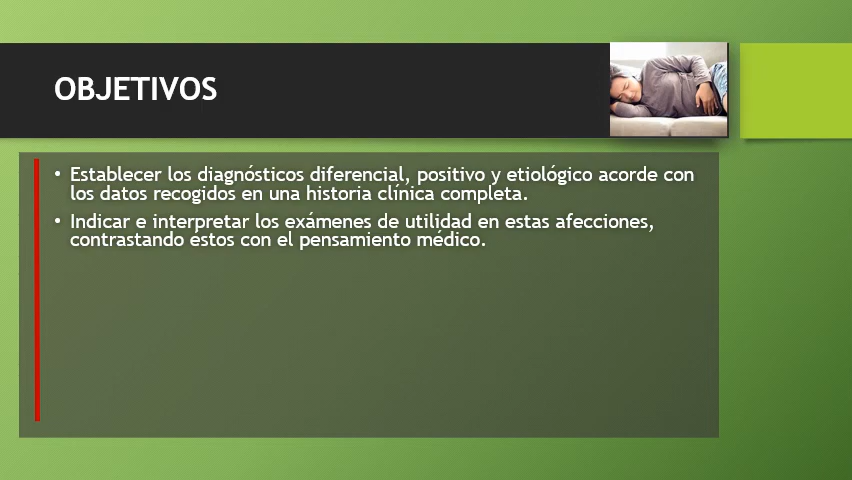 OBJETIVOS
• Establecer los diagnósticos diferencial, positivo y etiológico acorde con
los datos recogidos en una historia clínica completa.
• Indicar e interpretar los exámenes de utilidad en estas afecciones,
contrastando estos con el pensamiento médico.